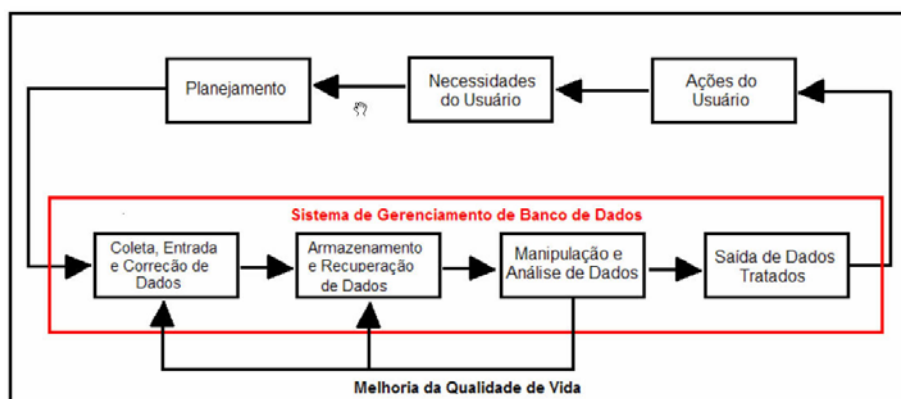 Planejamento
Necessidades
do Usuário
Ações do
Usuário
Sistema de Gerenciamento de Banco de Dados
Coleta, Entrada
e Correção de
Dados
Armazenamento
e Recuperação
de Dados
Manipulação e
Análise de Dados
Saída de Dados
Tratados
Melhoria da Qualidade de Vida